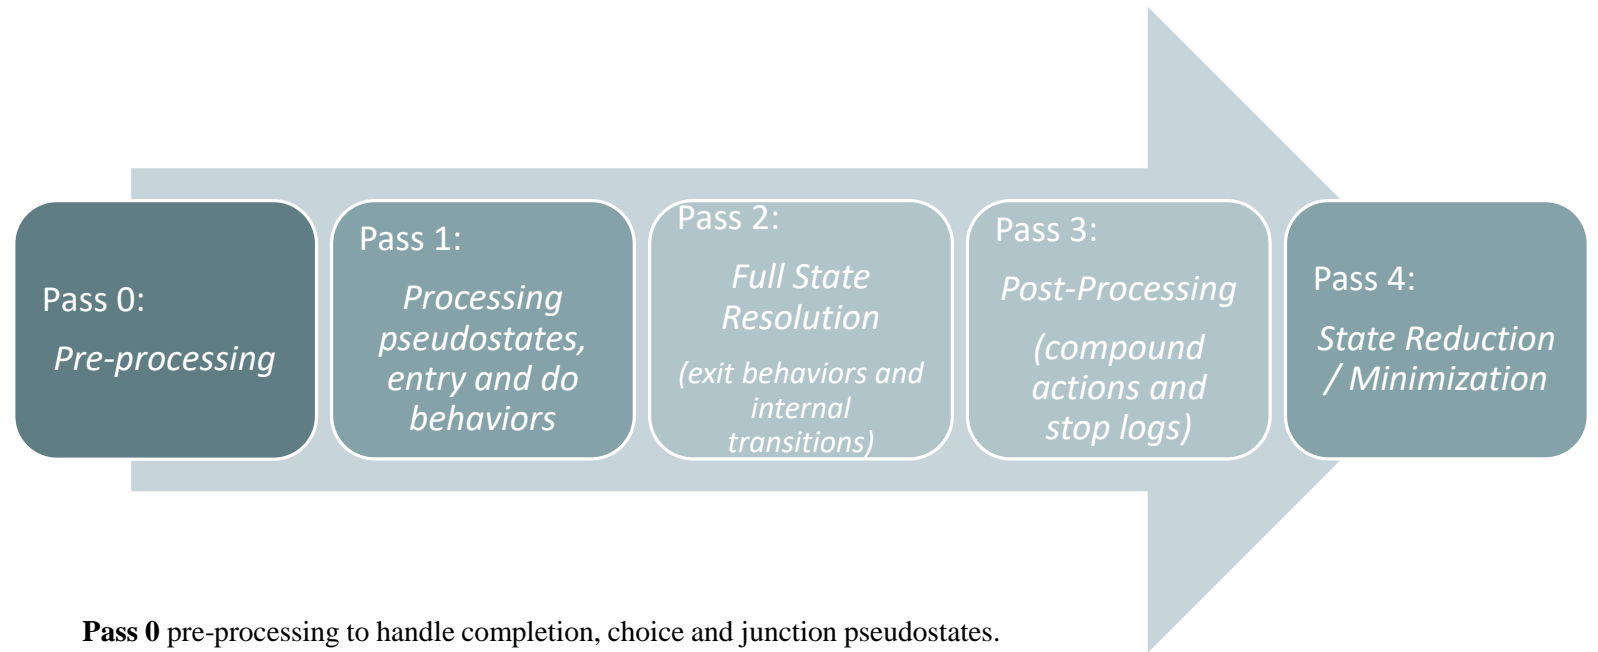 Pass 0:
Pre-processing
Pass 1:
Processing
pseudostates,
entry and do
behaviors
Pass 2:
Full State
Resolution
(exit behaviors and
internal
transitions)
Pass 3:
Post-Processing
(compound
actions and
stop logs)
Pass 4:
State Reduction
/ Minimization
Pass 0 pre-processing to handle completion, choice and junction pseudostates.